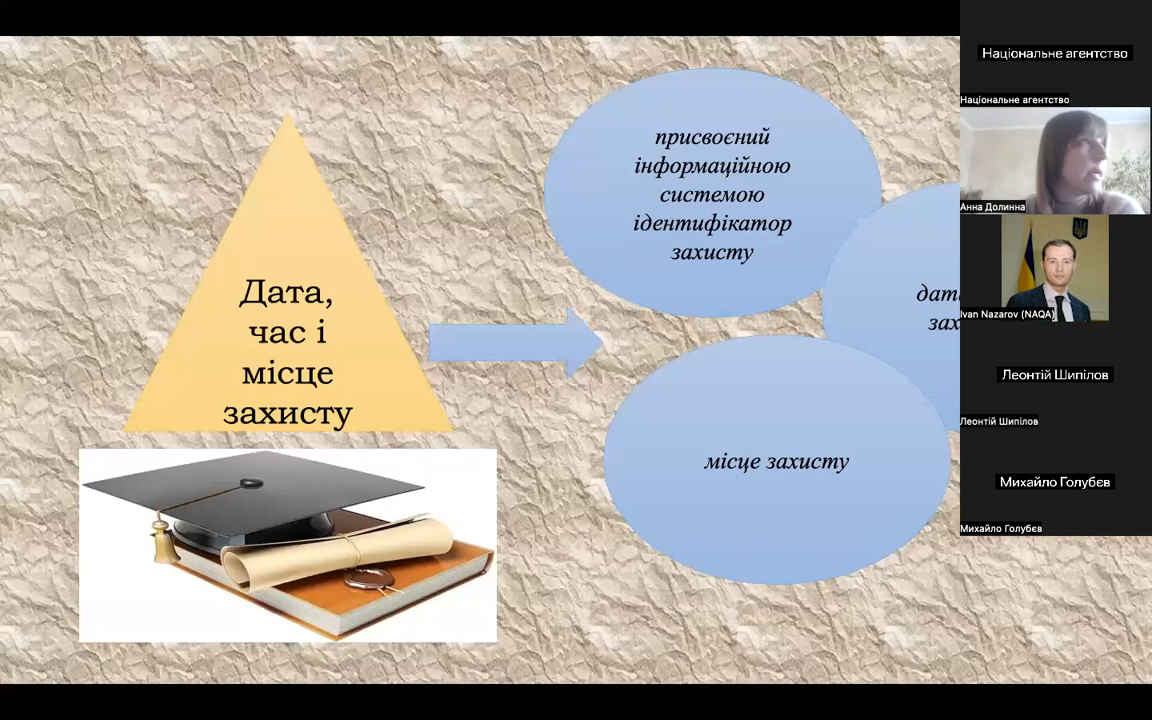 Дата,
час і
місце
захисту
присвоєний
інформаційною
системою
ідентифікатор
захисту
місце захисту
Національне агентство
Національне агентство
Анна Долинна
Ivan Nazarov (NAQA)
Леонтій Шипілов
Леонтій Шипілов
Михайло Голубєв
Михайло Голубєв